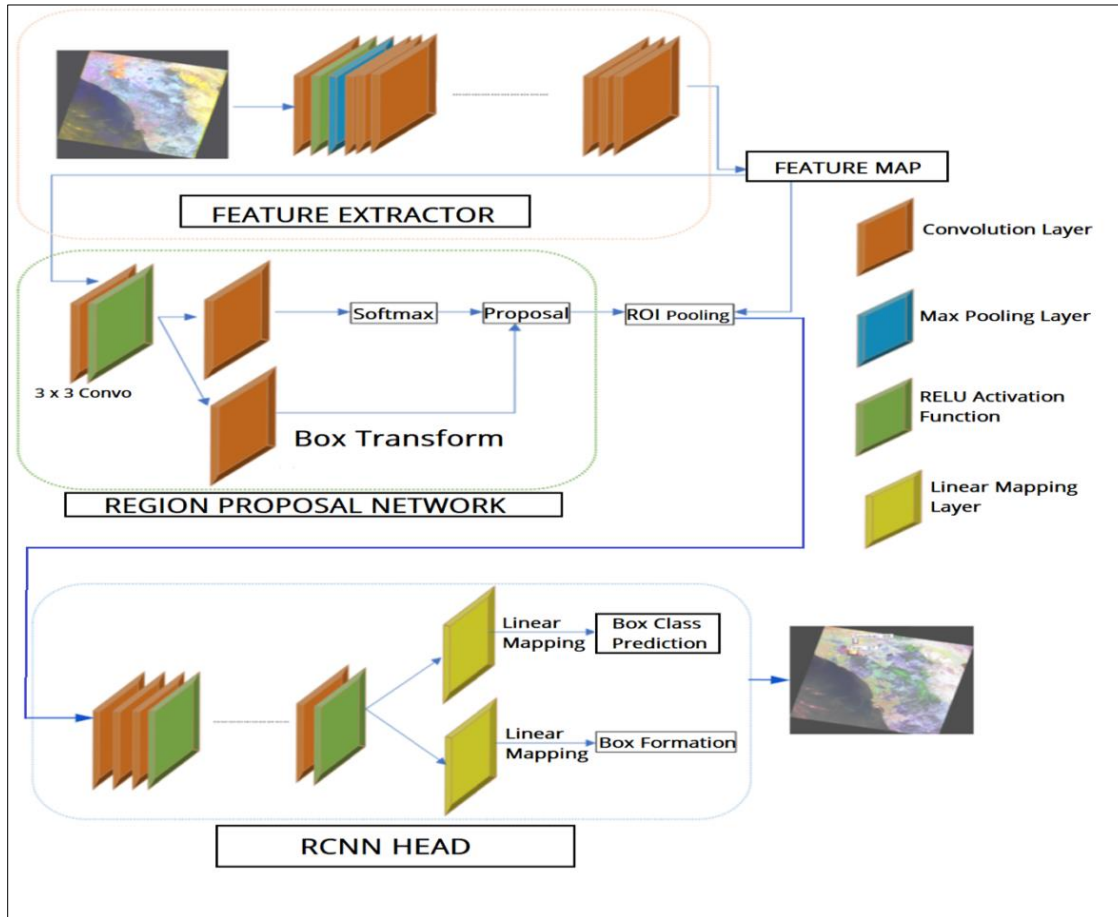 FEATURE MAP
FEATURE EXTRACTOR
Convolution Layer
Softmax
Proposal
ROI Pooling
Max Pooling Layer
3 x 3 Convo
Box Transform
RELU Activation
Function
REGION PROPOSAL NETWORK
Linear Mapping
Layer
Linear
Mapping
Box Class
Prediction
Linear
Mapping
Box Formation
RCNN HEAD